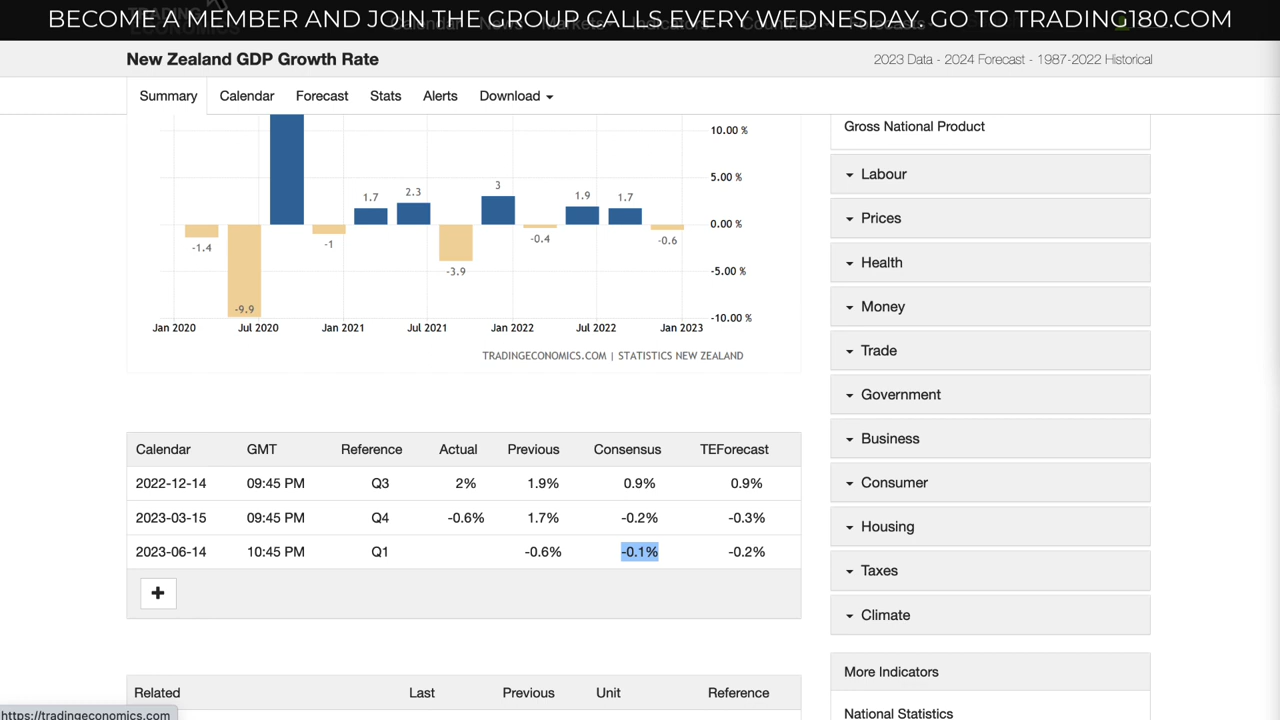 BECOME A MEMBER AND JOIN THE GROUP CALLS EVERY WEDNESDAY. GO TO TRADING180.COM
New Zealand GDP Growth Rate
2023 Data - 2024 Forecast - 1987-2022 Historical
Summary Calendar Forecast Stats Alerts Download
10.00 %
5.00 %
0.00 %
-5.00 %
-10.00 %
-1.4 -9.9 -1 1.7 2.3 -3.9 3 -0.4 1.9 1.7 -0.6
Jan 2020 Jul 2020 Jan 2021 Jul 2021 Jan 2022 Jul 2022 Jan 2023
TRADINGECONOMICS.COM | STATISTICS NEW ZEALAND
Calendar GMT Reference Actual Previous Consensus TEForecast
2022-12-14 09:45 PM Q3 2% 1.9% 0.9% 0.9%
2023-03-15 09:45 PM Q4 -0.6% 1.7% -0.2% -0.3%
2023-06-14 10:45 PM Q1 -0.6% -0.1% -0.2%
Related Last Previous Unit Reference
Gross National Product
Labour
Prices
Health
Money
Trade
Government
Business
Consumer
Housing
Taxes
Climate
More Indicators
National Statistics
https://tradingeconomics.com